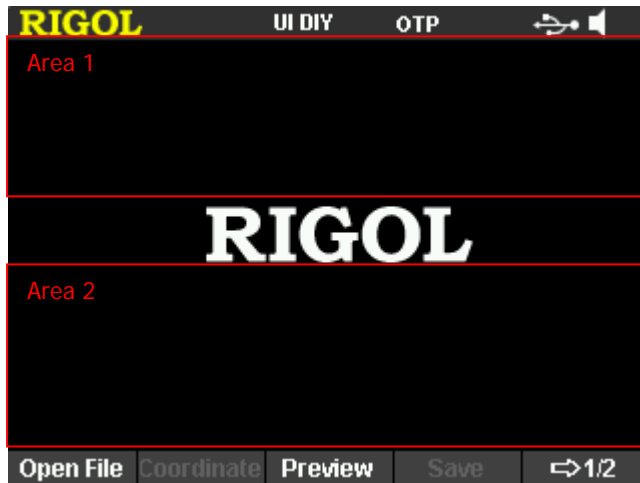 RIGOL UI DIY OTP
Area 1
RIGOL
Area 2
Open File Coordinate Preview Save ⇨1/2